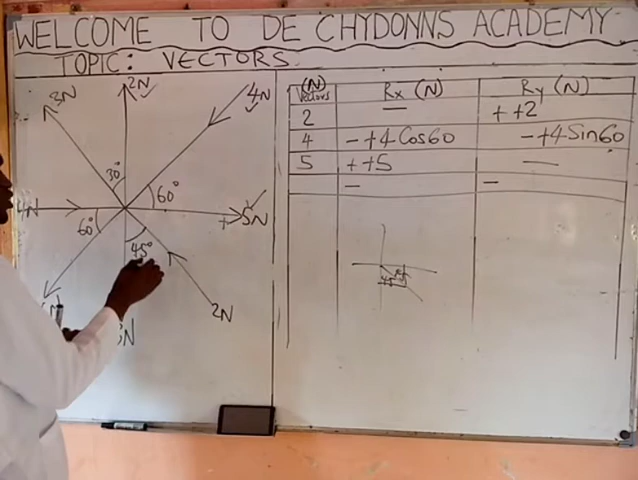 WELCOME TO DE CHYDONNS ACADEMY
TOPIC: VECTORS
3N
2N
4N
30°
60°
4N
5N
60°
45°
2N
N
(N) Vectors Rx (N) Ry (N)
2 — ++2
4 -+4Cos60 -+4Sin60
5 ++5 —
— —
45